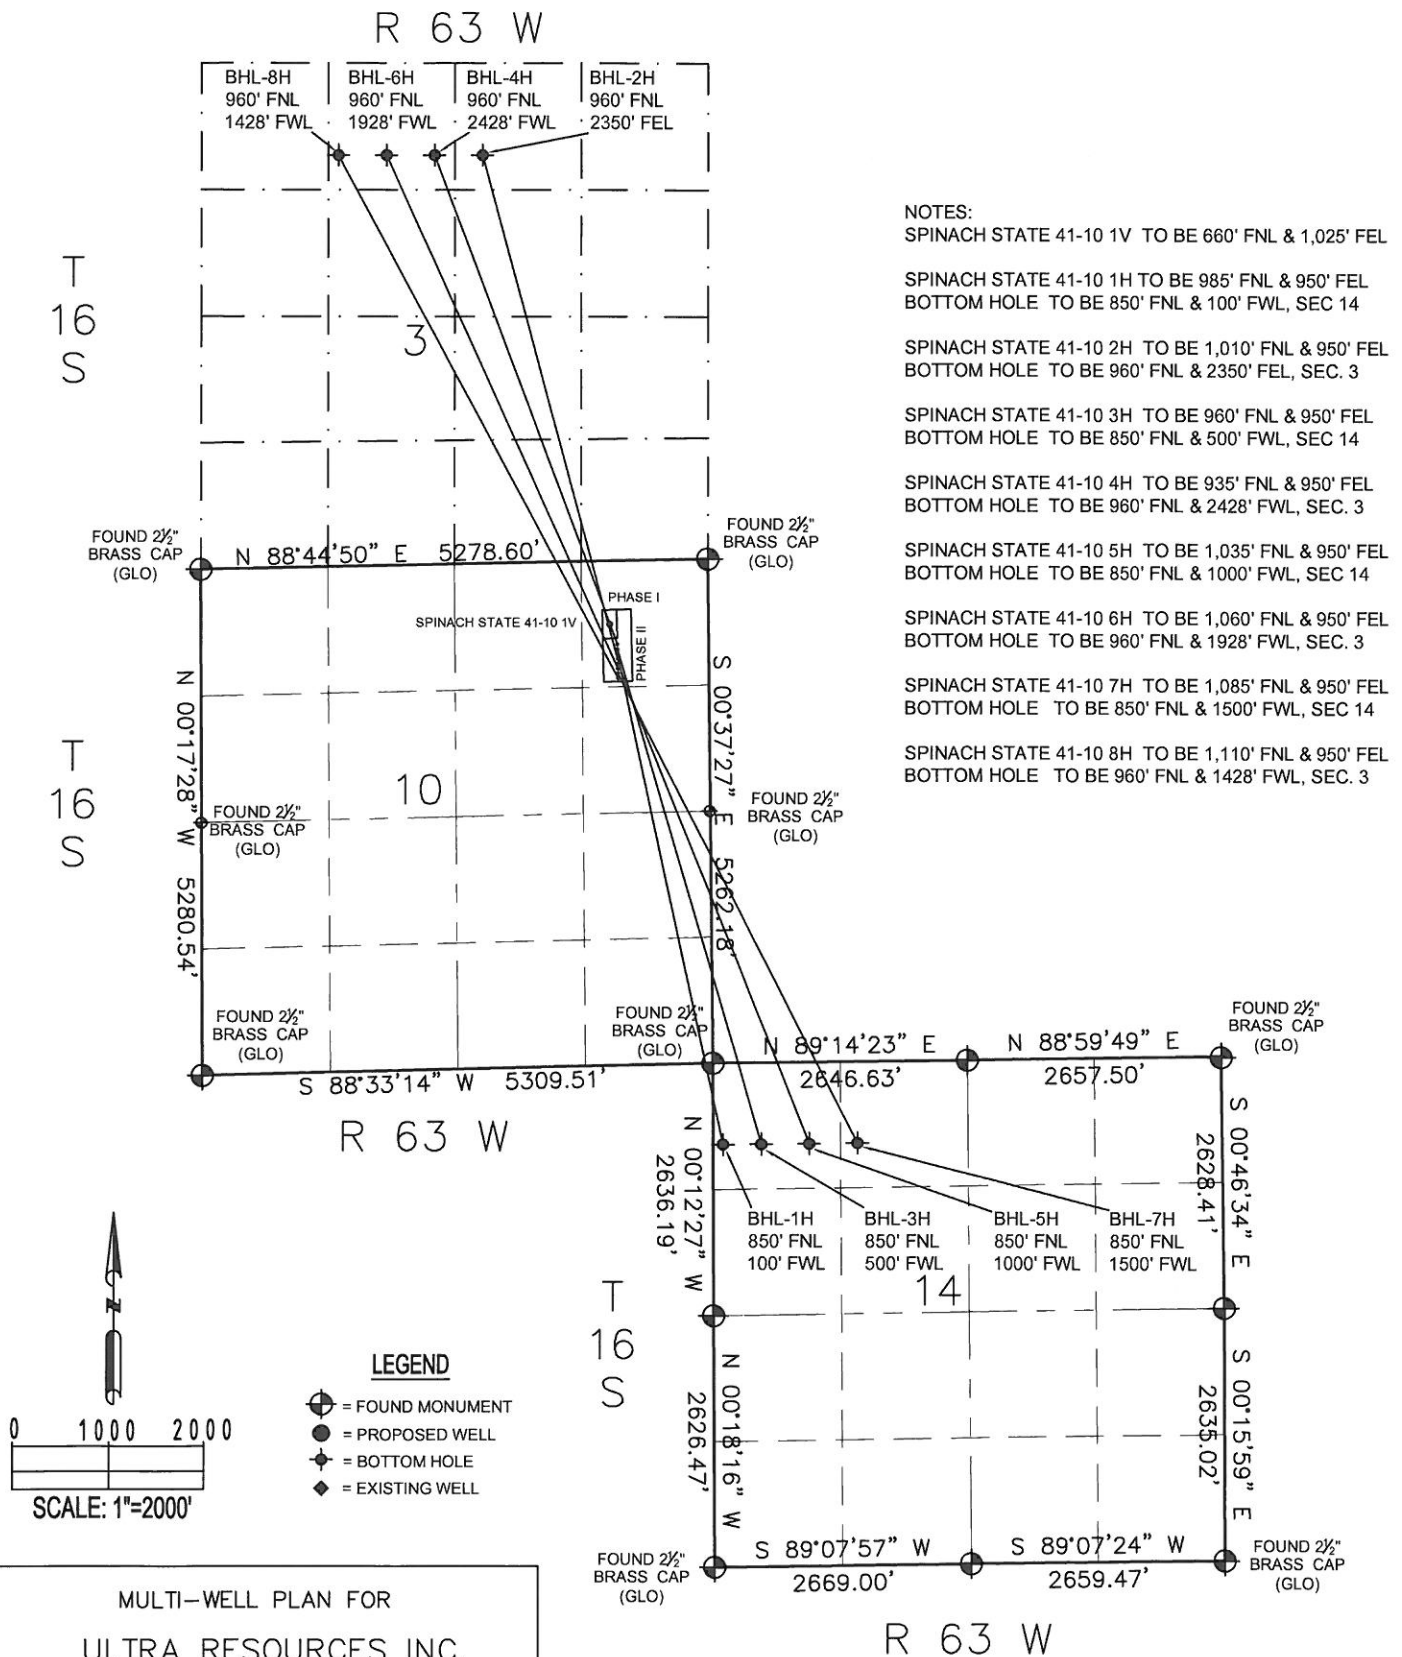 R 63 W
BHL-8H
960' FNL
1428' FWL
BHL-6H
960' FNL
1928' FWL
BHL-4H
960' FNL
2428' FWL
BHL-2H
960' FNL
2350' FEL
T
16
S
3
NOTES:
SPINACH STATE 41-10 1V TO BE 660' FNL & 1,025' FEL
SPINACH STATE 41-10 1H TO BE 985' FNL & 950' FEL
BOTTOM HOLE TO BE 850' FNL & 100' FWL, SEC 14
SPINACH STATE 41-10 2H TO BE 1,010' FNL & 950' FEL
BOTTOM HOLE TO BE 960' FNL & 2350' FEL, SEC. 3
SPINACH STATE 41-10 3H TO BE 960' FNL & 950' FEL
BOTTOM HOLE TO BE 850' FNL & 500' FWL, SEC 14
SPINACH STATE 41-10 4H TO BE 935' FNL & 950' FEL
BOTTOM HOLE TO BE 960' FNL & 2428' FWL, SEC. 3
SPINACH STATE 41-10 5H TO BE 1,035' FNL & 950' FEL
BOTTOM HOLE TO BE 850' FNL & 1000' FWL, SEC 14
SPINACH STATE 41-10 6H TO BE 1,060' FNL & 950' FEL
BOTTOM HOLE TO BE 960' FNL & 1928' FWL, SEC. 3
SPINACH STATE 41-10 7H TO BE 1,085' FNL & 950' FEL
BOTTOM HOLE TO BE 850' FNL & 1500' FWL, SEC 14
SPINACH STATE 41-10 8H TO BE 1,110' FNL & 950' FEL
BOTTOM HOLE TO BE 960' FNL & 1428' FWL, SEC. 3
FOUND 2½"
BRASS CAP
(GLO)
N 88°44'50" E 5278.60'
FOUND 2½"
BRASS CAP
(GLO)
PHASE I
SPINACH STATE 41-10 1V
PHASE II
N 00°17'28" W 5280.54'
S 00°37'27" E 5262.18'
T
16
S
10
FOUND 2½"
BRASS CAP
(GLO)
FOUND 2½"
BRASS CAP
(GLO)
FOUND 2½"
BRASS CAP
(GLO)
FOUND 2½"
BRASS CAP
(GLO)
S 88°33'14" W 5309.51'
R 63 W
N 89°14'23" E
2646.63'
N 88°59'49" E
2657.50'
FOUND 2½"
BRASS CAP
(GLO)
N 00°12'27" W
2636.19'
S 00°46'34" E
2628.41'
BHL-1H
850' FNL
100' FWL
BHL-3H
850' FNL
500' FWL
BHL-5H
850' FNL
1000' FWL
BHL-7H
850' FNL
1500' FWL
14
T
16
S
N 00°18'16" W
2626.47'
S 00°15'59" E
2635.02'
N
0 1000 2000
SCALE: 1"=2000'
LEGEND
= FOUND MONUMENT
= PROPOSED WELL
= BOTTOM HOLE
= EXISTING WELL
FOUND 2½"
BRASS CAP
(GLO)
S 89°07'57" W
2669.00'
S 89°07'24" W
2659.47'
FOUND 2½"
BRASS CAP
(GLO)
R 63 W
MULTI-WELL PLAN FOR
ULTRA RESOURCES INC.